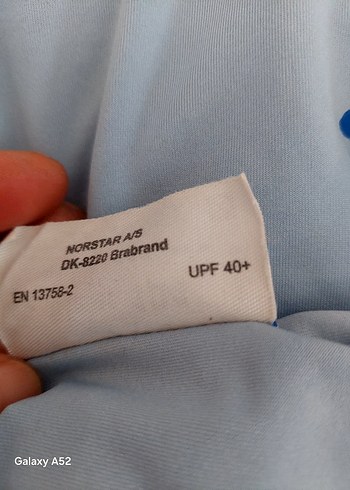 NORSTAR A/S
DK-8220 Brabrand
UPF 40+
EN 13758-2
Galaxy A52